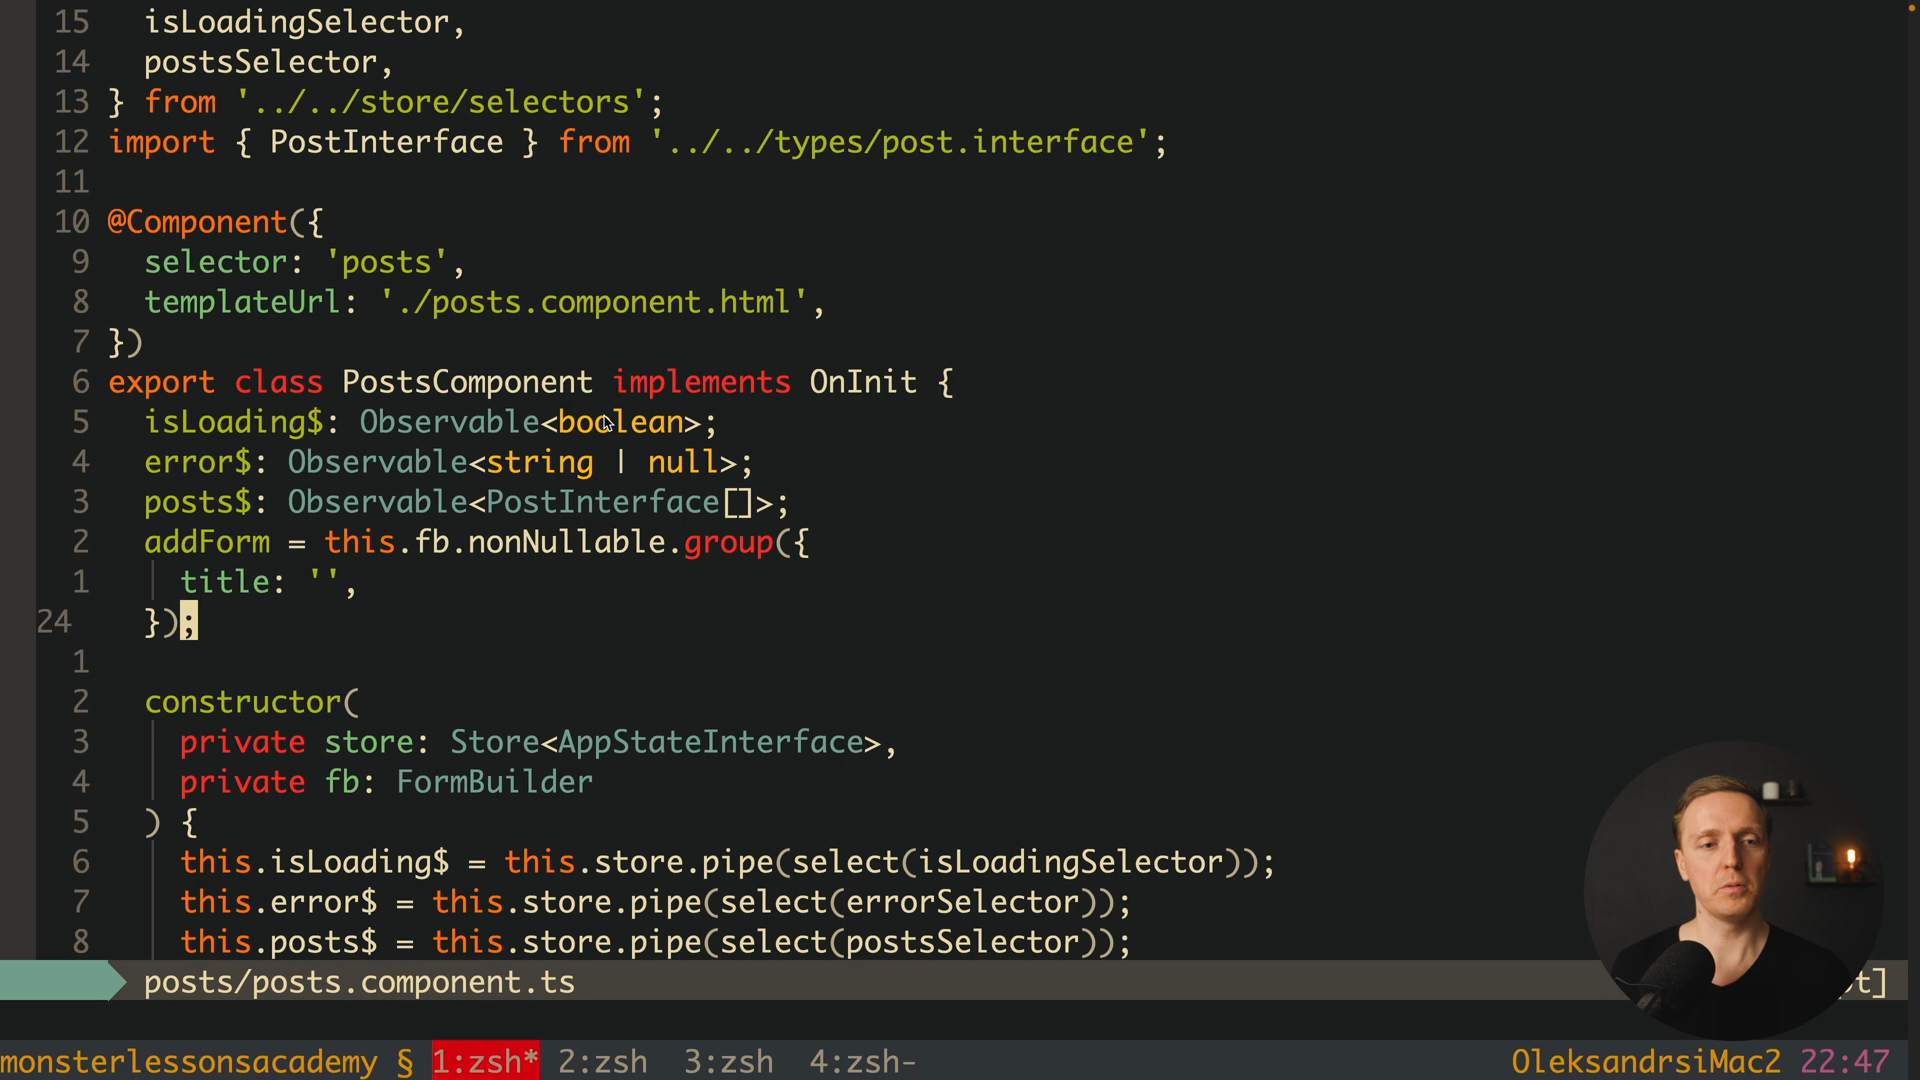 15   isLoadingSelector,
14   postsSelector,
13 } from '../../store/selectors';
12 import { PostInterface } from '../../types/post.interface';
11
10 @Component({
9   selector: 'posts',
8   templateUrl: './posts.component.html',
7 })
6 export class PostsComponent implements OnInit {
5   isLoading$: Observable<boolean>;
4   error$: Observable<string | null>;
3   posts$: Observable<PostInterface[]>;
2   addForm = this.fb.nonNullable.group({
1     title: '',
24   });
1
2   constructor(
3     private store: Store<AppStateInterface>,
4     private fb: FormBuilder
5   ) {
6     this.isLoading$ = this.store.pipe(select(isLoadingSelector));
7     this.error$ = this.store.pipe(select(errorSelector));
8     this.posts$ = this.store.pipe(select(postsSelector));
posts/posts.component.ts
monsterlessonsacademy § 1:zsh* 2:zsh 3:zsh 4:zsh- OleksandrsiMac2 22:47